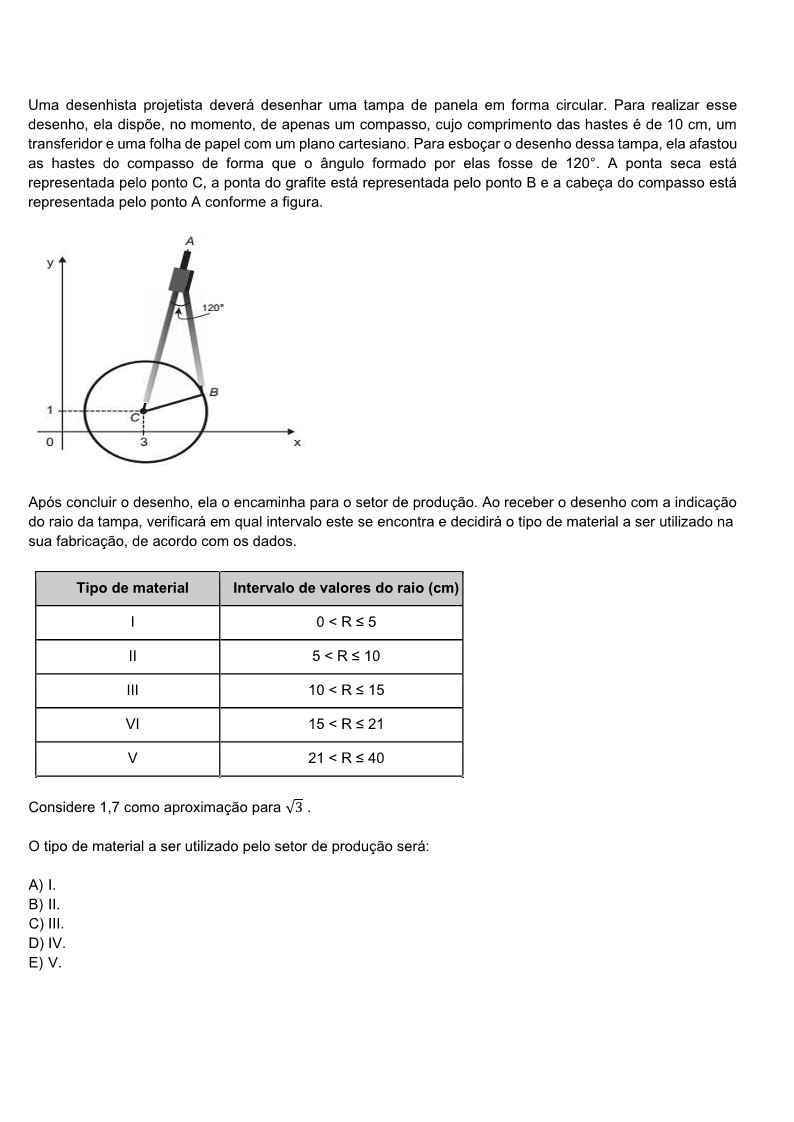 Uma desenhista projetista deverá desenhar uma tampa de panela em forma circular. Para realizar esse
desenho, ela dispõe, no momento, de apenas um compasso, cujo comprimento das hastes é de 10 cm, um
transferidor e uma folha de papel com um plano cartesiano. Para esboçar o desenho dessa tampa, ela afastou
as hastes do compasso de forma que o ângulo formado por elas fosse de 120°. A ponta seca está
representada pelo ponto C, a ponta do grafite está representada pelo ponto B e a cabeça do compasso está
representada pelo ponto A conforme a figura.
A
y
120°
B
1
C
0
3
x
Após concluir o desenho, ela o encaminha para o setor de produção. Ao receber o desenho com a indicação
do raio da tampa, verificará em qual intervalo este se encontra e decidirá o tipo de material a ser utilizado na
sua fabricação, de acordo com os dados.
Tipo de material Intervalo de valores do raio (cm)
I 0 < R ≤ 5
II 5 < R ≤ 10
III 10 < R ≤ 15
VI 15 < R ≤ 21
V 21 < R ≤ 40
Considere 1,7 como aproximação para √3 .
O tipo de material a ser utilizado pelo setor de produção será:
A) I.
B) II.
C) III.
D) IV.
E) V.